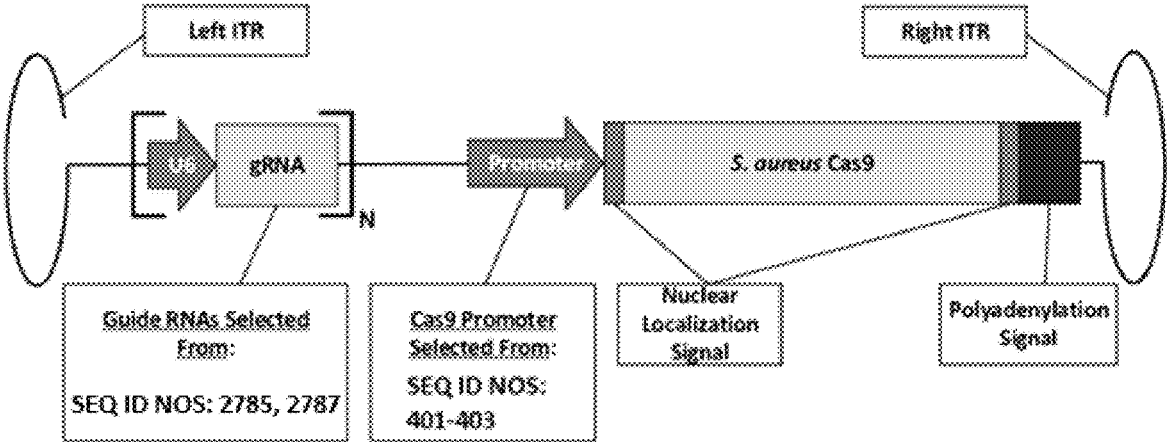 Left ITR
Right ITR
U6
gRNA
N
Promoter
S. aureus Cas9
Guide RNAs Selected
From:
SEQ ID NOS: 2785, 2787
Cas9 Promoter
Selected From:
SEQ ID NOS:
401-403
Nuclear
Localization
Signal
Polyadenylation
Signal